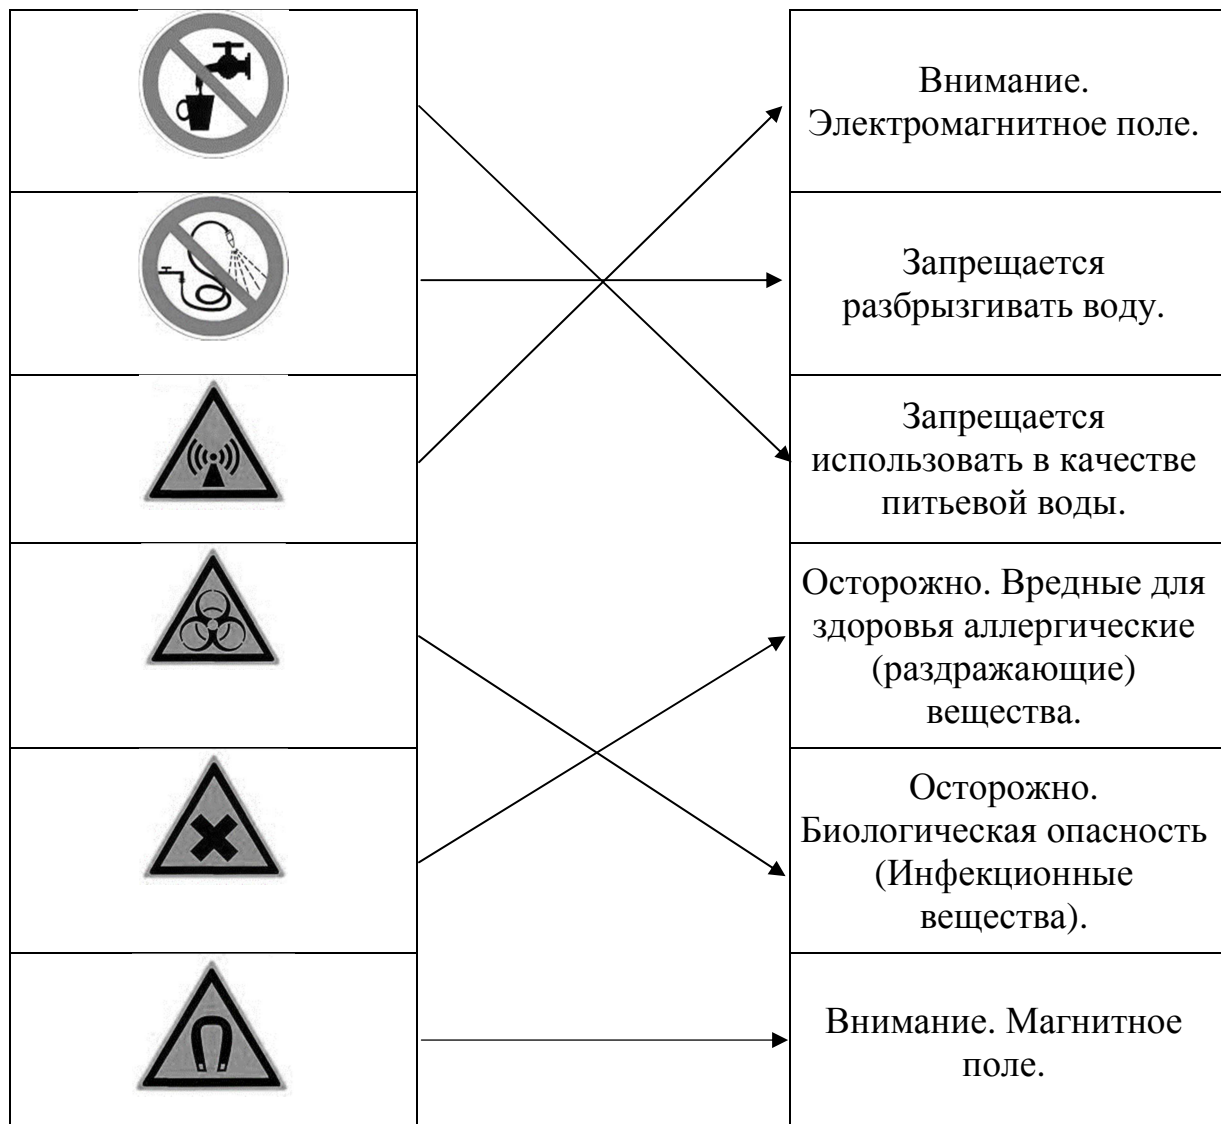 Внимание.
Электромагнитное поле.
Запрещается
разбрызгивать воду.
Запрещается
использовать в качестве
питьевой воды.
Осторожно. Вредные для
здоровья аллергические
(раздражающие)
вещества.
Осторожно.
Биологическая опасность
(Инфекционные
вещества).
Внимание. Магнитное
поле.